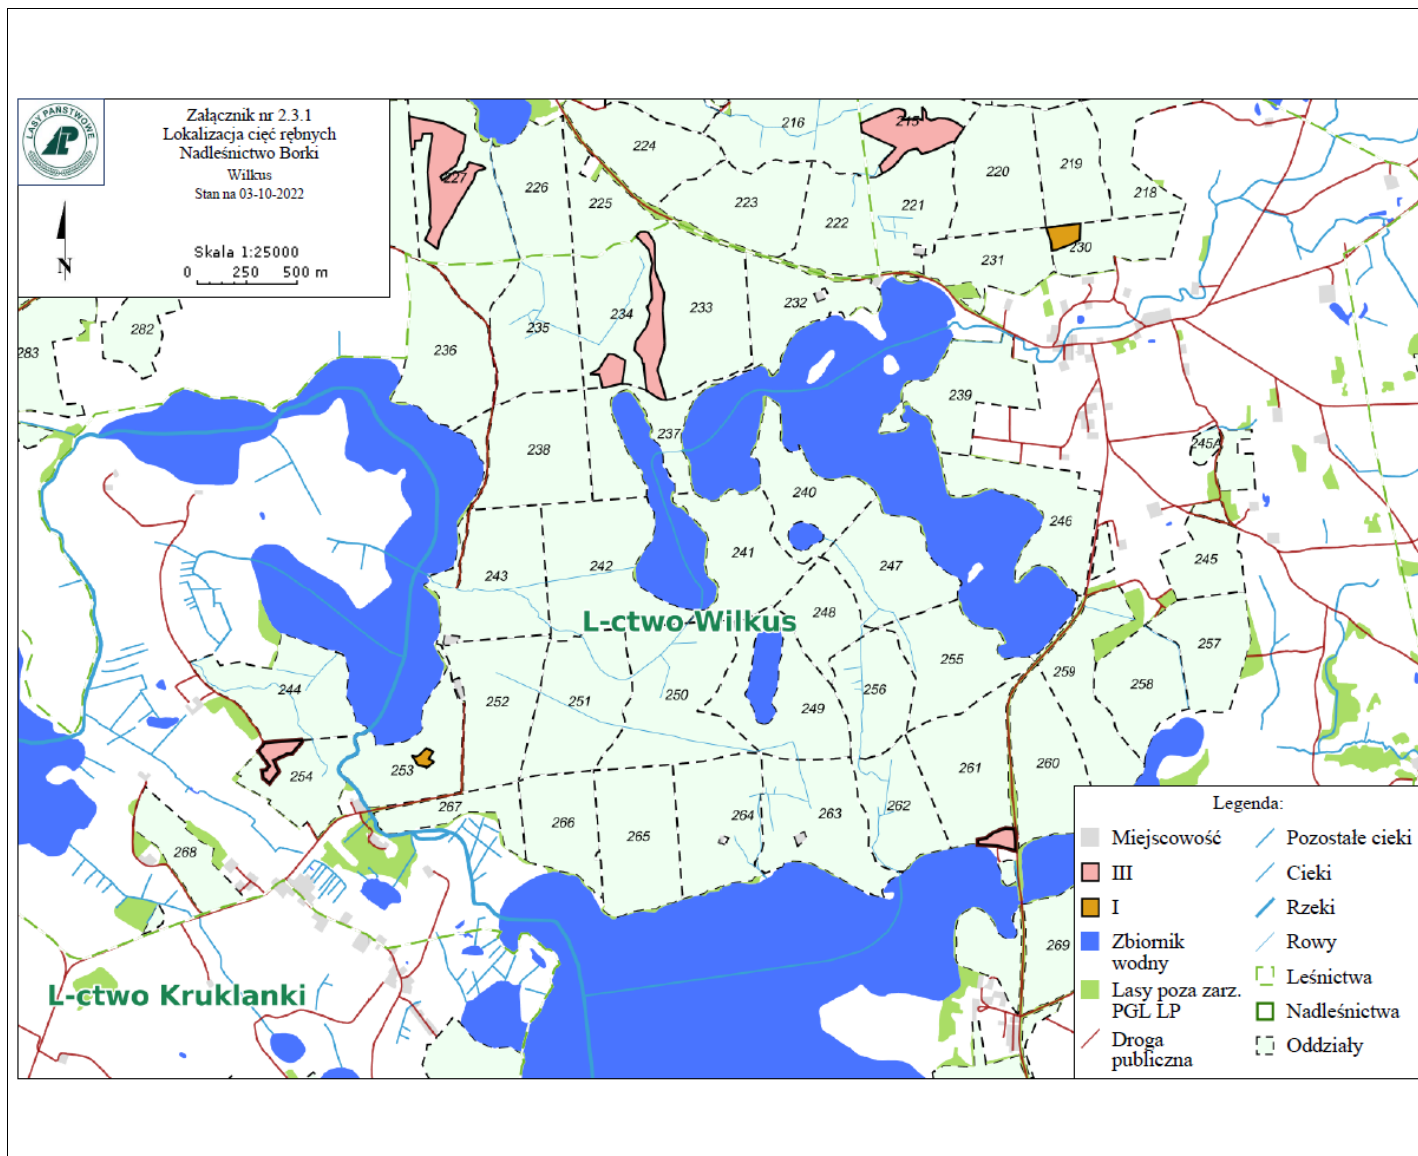 LASY PAŃSTWOWE
Załącznik nr 2.3.1
Lokalizacja cięć rębnych
Nadleśnictwo Borki
Wilkus
Stan na 03-10-2022
N
Skala 1:25000
0 250 500 m
216
215
224
227
226
225
223
222
221
220
219
218
230
231
232
233
234
235
236
282
283
237
238
239
240
241
242
243
245A
245
246
247
248
L-ctwo Wilkus
244
249
250
251
252
253
254
255
256
257
258
259
260
261
262
263
264
265
266
267
268
269
L-ctwo Kruklanki
Legenda:
Miejscowość
III
I
Zbiornik
wodny
Lasy poza zarz.
PGL LP
Droga
publiczna
Pozostałe cieki
Cieki
Rzeki
Rowy
Leśnictwa
Nadleśnictwa
Oddziały